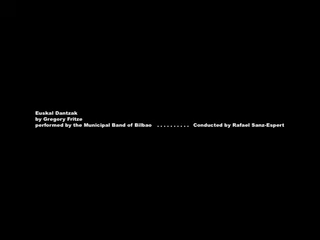 Euskal Dantzak
by Gregory Fritze
performed by the Municipal Band of Bilbao .......... Conducted by Rafael Sanz-Espert